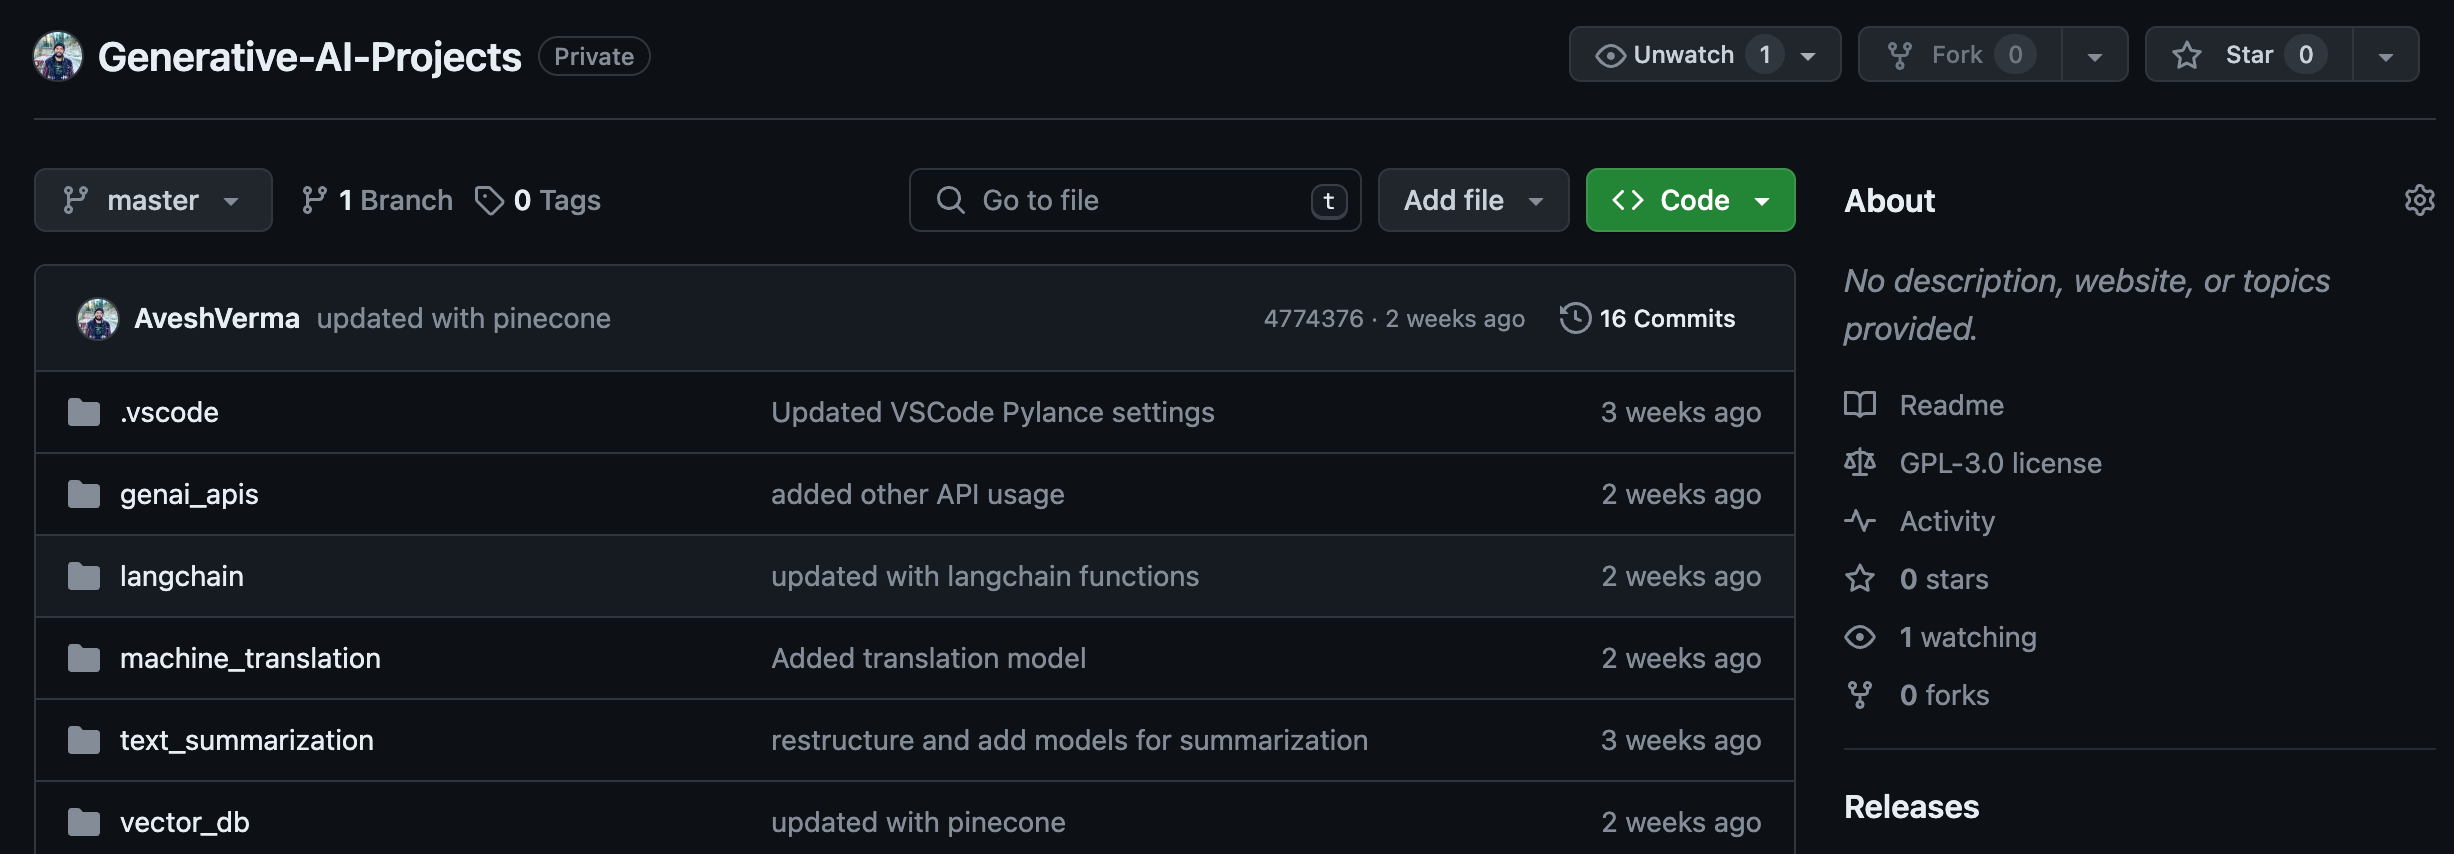 Generative-AI-Projects Private Unwatch 1 Fork 0 Star 0
master 1 Branch 0 Tags Go to file t Add file Code
AveshVerma updated with pinecone 4774376 · 2 weeks ago 16 Commits
.vscode Updated VSCode Pylance settings 3 weeks ago
genai_apis added other API usage 2 weeks ago
langchain updated with langchain functions 2 weeks ago
machine_translation Added translation model 2 weeks ago
text_summarization restructure and add models for summarization 3 weeks ago
vector_db updated with pinecone 2 weeks ago
About
No description, website, or topics
provided.
Readme
GPL-3.0 license
Activity
0 stars
1 watching
0 forks
Releases